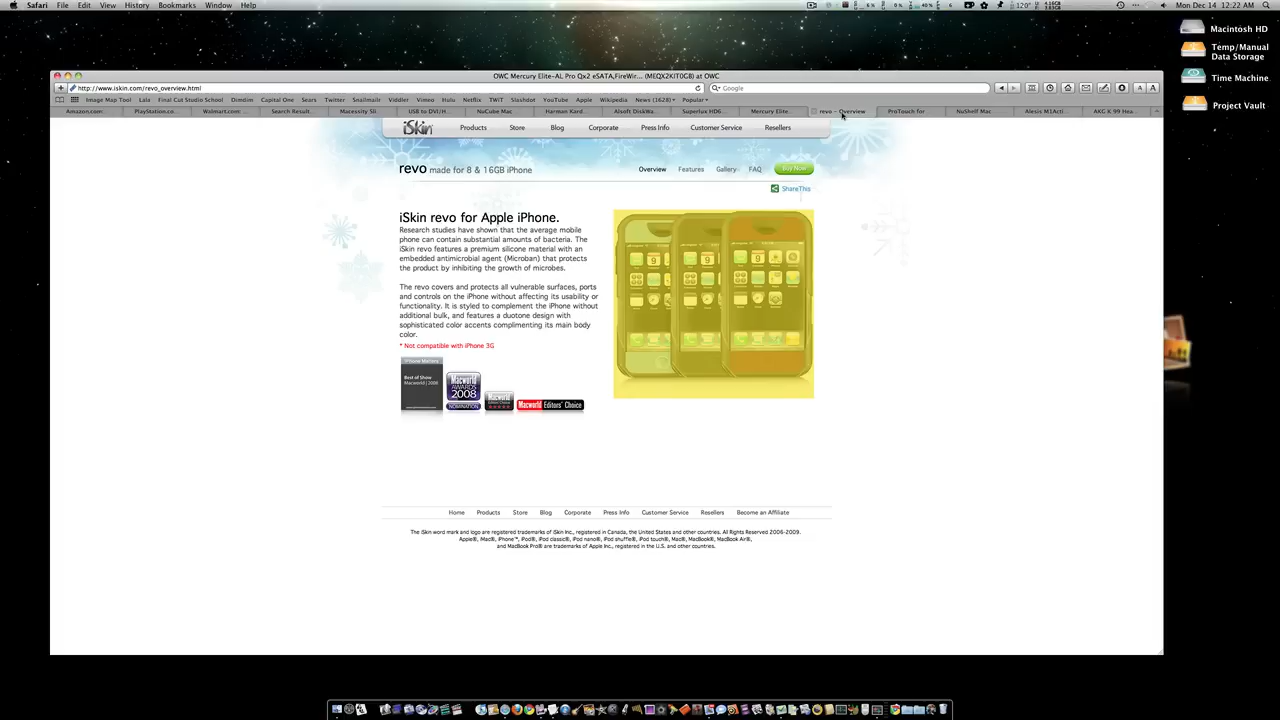 Safari File Edit View History Bookmarks Window Help
Mon Dec 14 12:22 AM
Macintosh HD
Temp/Manual
Data Storage
Time Machine
Project Vault
OWC Mercury Elite-AL Pro Qx2 eSATA,FireWir... (MEQX2KIT0GB) at OWC
http://www.iskin.com/revo_overview.html
Google
Image Map Tool Lala Final Cut Studio School Dimdim Capital One Sears Twitter Snailmails Viddler Vimeo Hulu Netflix TWiT Slashdot YouTube Apple Wikipedia News (1628) Popular
Amazon.com: PlayStation.co... Walmart.com: ... Search Result... Macessity SE USB to DVI/H... NuCube Mac Harman Kard... Alsoft DiskWa... Superlux HD6... Mercury Elite... revo - Overview ProTouch for NuShelf Mac Alesis M1Acti... AKG K 99 Hea...
iSkin Products Store Blog Corporate Press Info Customer Service Resellers
revo made for 8 & 16GB iPhone
Overview Features Gallery FAQ Buy Now
ShareThis
iSkin revo for Apple iPhone.
Research studies have shown that the average mobile
phone can contain substantial amounts of bacteria. The
iSkin revo features a premium silicone material with an
embedded antimicrobial agent (Microban) that protects
the product by inhibiting the growth of microbes.
The revo covers and protects all vulnerable surfaces, ports
and controls on the iPhone without affecting its usability or
functionality. It is styled to complement the iPhone without
additional bulk, and features a duotone design with
sophisticated color accents complimenting its main body
color.
* Not compatible with iPhone 3G
iPhone Matters
Best of Show
Macworld | 2008
Macworld
AWARDS
2008
NOMINATION
Macworld
Macworld Editors' Choice
Home Products Store Blog Corporate Press Info Customer Service Resellers Become an Affiliate
The iSkin word mark and logo are registered trademarks of iSkin Inc., registered in Canada, the United States and other countries. All Rights Reserved 2006-2009.
Apple®, Mac®, iPhone™, iPod®, iPod classic®, iPod nano®, iPod shuffle®, iPod touch®, Mac®, MacBook®, MacBook Air®,
and MacBook Pro® are trademarks of Apple Inc., registered in the U.S. and other countries.